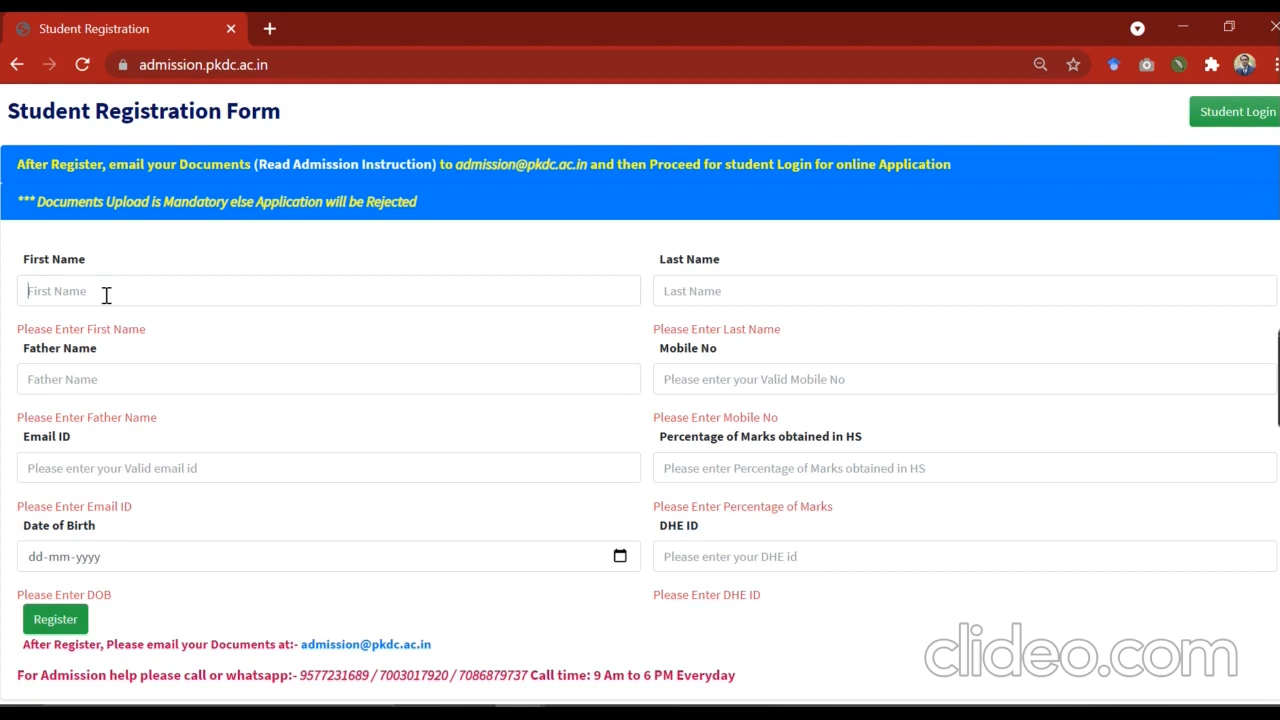 Student Registration
admission.pkdc.ac.in
Student Registration Form
Student Login
After Register, email your Documents (Read Admission Instruction) to admission@pkdc.ac.in and then Proceed for student Login for online Application
*** Documents Upload is Mandatory else Application will be Rejected
First Name
Last Name
First Name
Last Name
Please Enter First Name
Please Enter Last Name
Father Name
Mobile No
Father Name
Please enter your Valid Mobile No
Please Enter Father Name
Please Enter Mobile No
Email ID
Percentage of Marks obtained in HS
Please enter your Valid email id
Please enter Percentage of Marks obtained in HS
Please Enter Email ID
Please Enter Percentage of Marks
Date of Birth
DHE ID
dd-mm-yyyy
Please enter your DHE id
Please Enter DOB
Please Enter DHE ID
Register
After Register, Please email your Documents at:- admission@pkdc.ac.in
For Admission help please call or whatsapp:- 9577231689 / 7003017920 / 7086879737 Call time: 9 Am to 6 PM Everyday
clideo.com